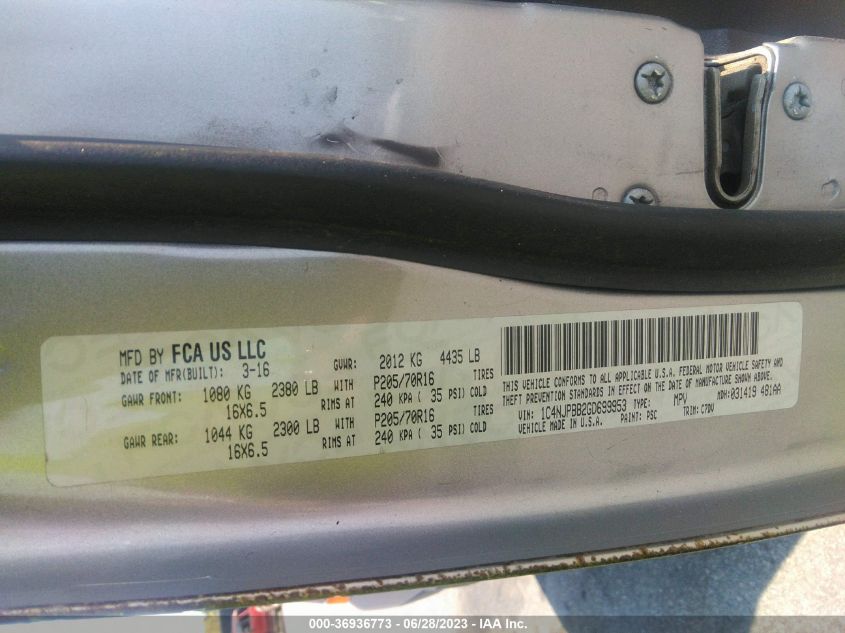 MFD BY FCA US LLC
DATE OF MFR(BUILT): 3-16
GVWR: 2012 KG 4435 LB
GAWR FRONT: 1080 KG 2380 LB WITH P205/70R16 TIRES
16X6.5 RIMS AT 240 KPA ( 35 PSI) COLD
GAWR REAR: 1044 KG 2300 LB WITH P205/70R16 TIRES
16X6.5 RIMS AT 240 KPA ( 35 PSI) COLD
THIS VEHICLE CONFORMS TO ALL APPLICABLE U.S.A. FEDERAL MOTOR VEHICLE SAFETY AND
THEFT PREVENTION STANDARDS IN EFFECT ON THE DATE OF MANUFACTURE SHOWN ABOVE.
VIN: 1C4NJPBB2GD699953 MPV MDH: 031419 481AA
VEHICLE MADE IN U.S.A. PAINT: PSC TRIM: C7DV
000-36936773 - 06/28/2023 - IAA Inc.